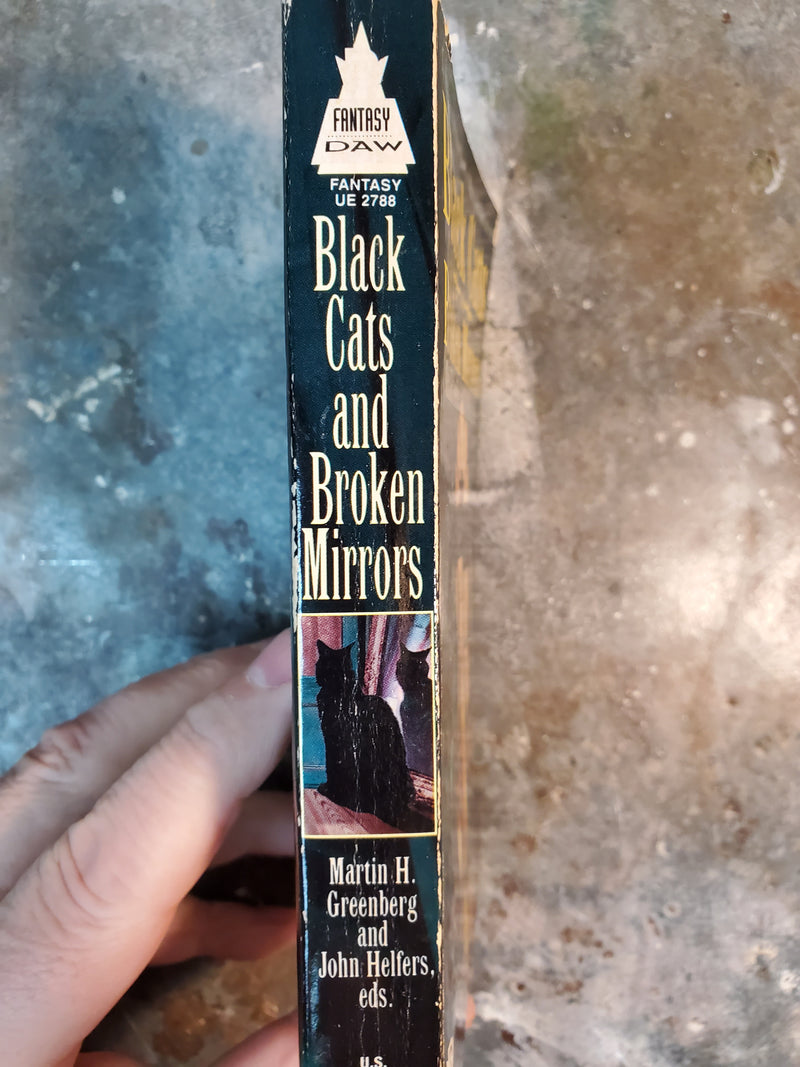 FANTASY
DAW
FANTASY
UE 2788
Black
Cats
and
Broken
Mirrors
Martin H.
Greenberg
and
John Helfers,
eds.
U.S.